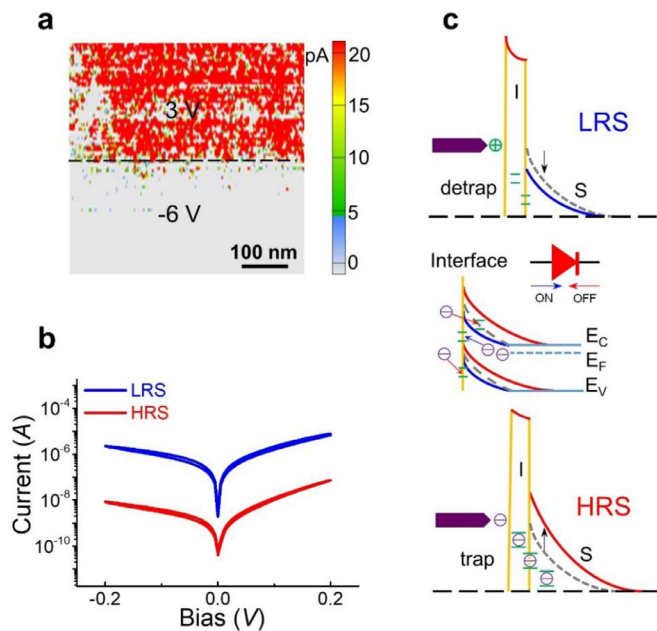 a
pA
20
15
10
5
0
3 V
-6 V
100 nm
b
LRS
HRS
Current (A)
10⁻⁴
10⁻⁶
10⁻⁸
10⁻¹⁰
-0.2
0.0
0.2
Bias (V)
c
I
LRS
⊕
detrap
S
Interface
ON
OFF
⊖
⊖
⊖
⊖
E_C
E_F
E_V
I
HRS
⊖
trap
⊖
⊖
⊖
S